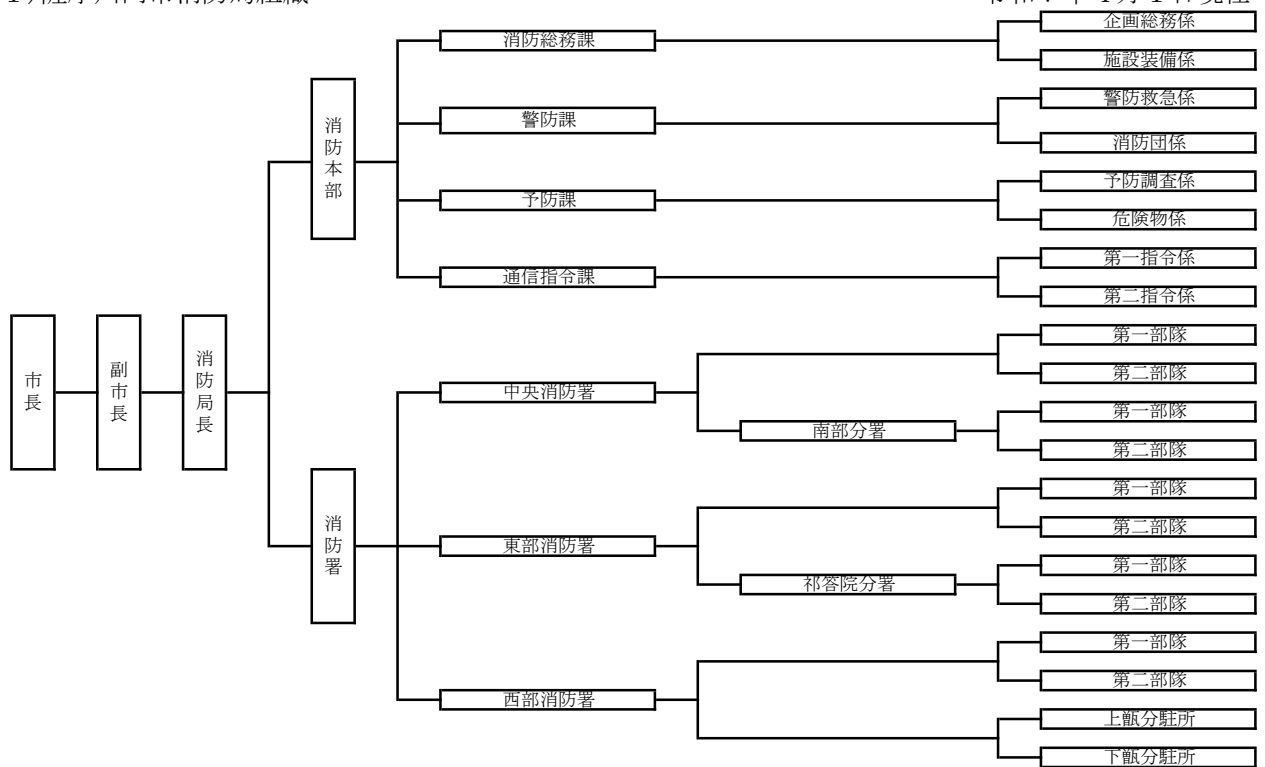 消防総務課
企画総務係
施設装備係
警防課
警防救急係
消防団係
予防課
予防調査係
危険物係
通信指令課
第一指令係
第二指令係
消防本部
市長
副市長
消防局長
消防署
中央消防署
第一部隊
第二部隊
南部分署
第一部隊
第二部隊
東部消防署
第一部隊
第二部隊
祁答院分署
第一部隊
第二部隊
西部消防署
第一部隊
第二部隊
上甑分駐所
下甑分駐所